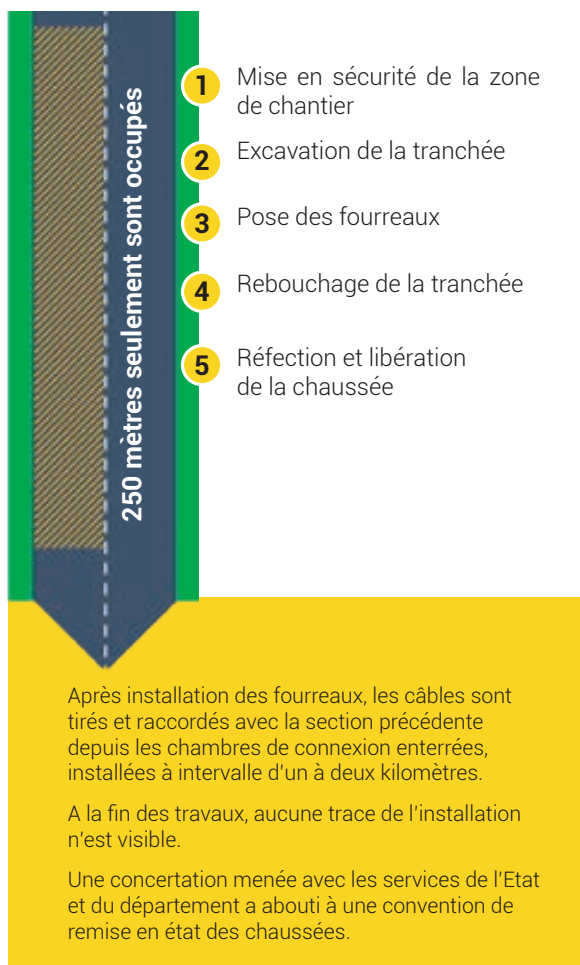 250 mètres seulement sont occupés
1 Mise en sécurité de la zone
de chantier
2 Excavation de la tranchée
3 Pose des fourreaux
4 Rebouchage de la tranchée
5 Réfection et libération
de la chaussée
Après installation des fourreaux, les câbles sont
tirés et raccordés avec la section précédente
depuis les chambres de connexion enterrées,
installées à intervalle d'un à deux kilomètres.
A la fin des travaux, aucune trace de l'installation
n'est visible.
Une concertation menée avec les services de l'Etat
et du département a abouti à une convention de
remise en état des chaussées.